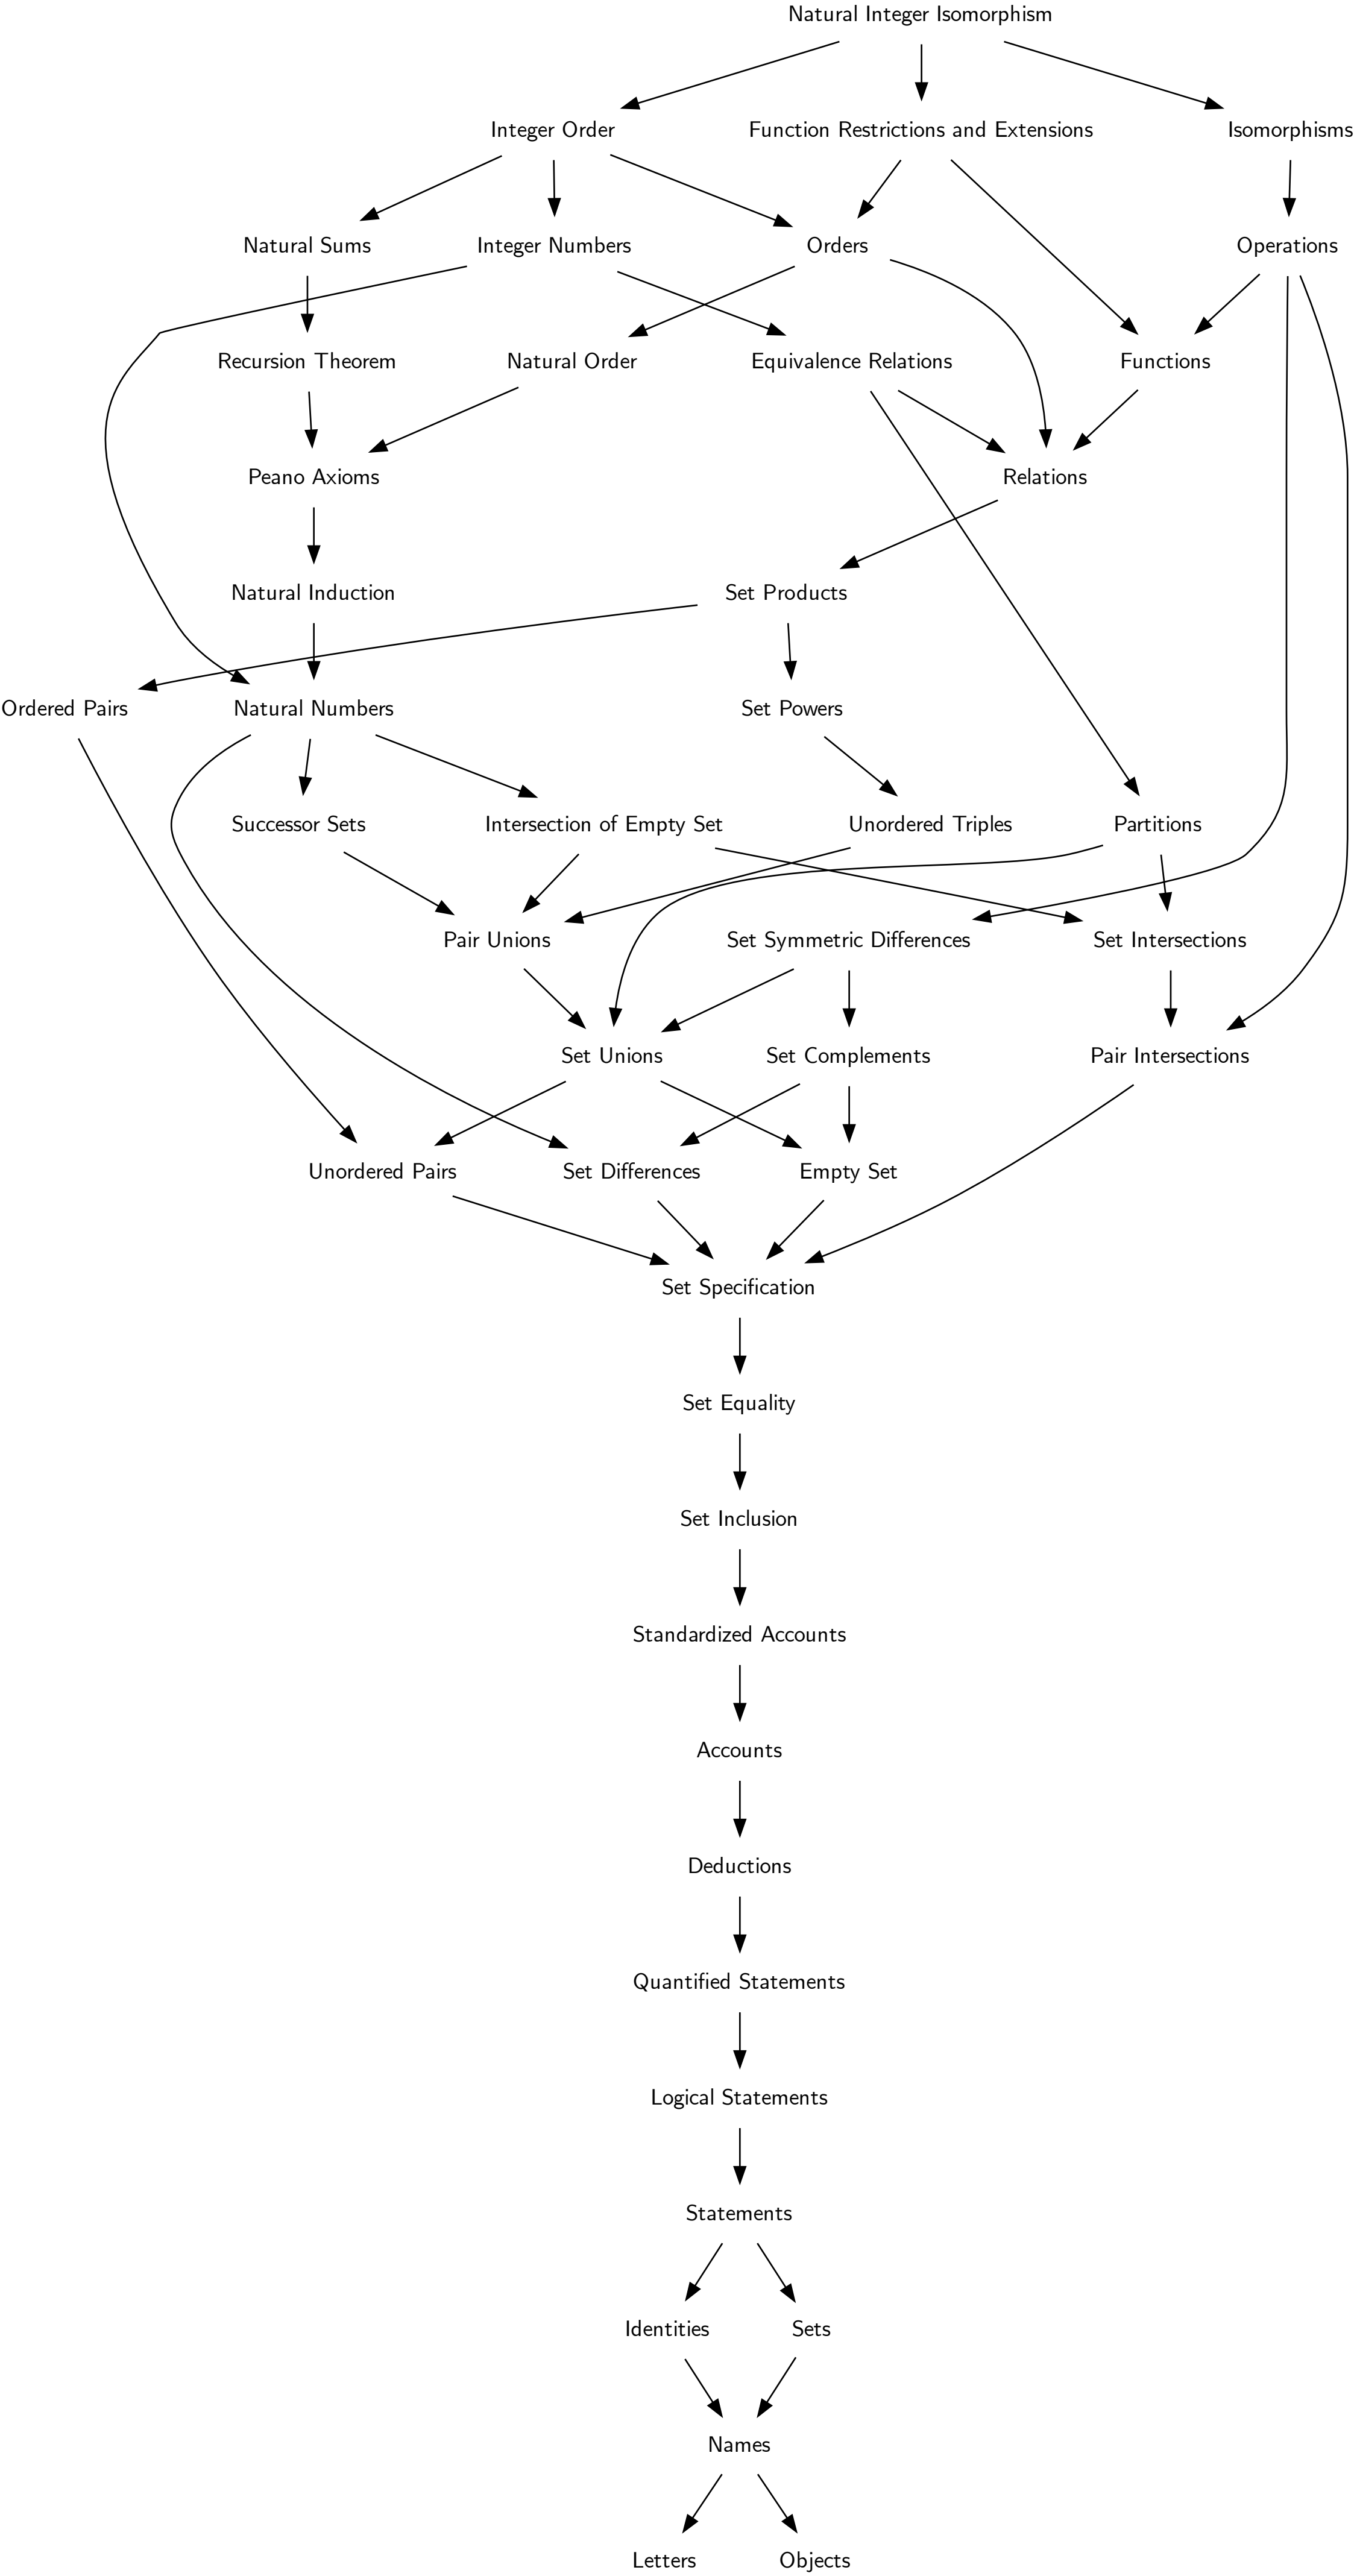 Natural Integer Isomorphism
Integer Order
Function Restrictions and Extensions
Isomorphisms
Natural Sums
Integer Numbers
Orders
Operations
Recursion Theorem
Natural Order
Equivalence Relations
Functions
Peano Axioms
Relations
Natural Induction
Set Products
Ordered Pairs
Natural Numbers
Set Powers
Successor Sets
Intersection of Empty Set
Unordered Triples
Partitions
Pair Unions
Set Symmetric Differences
Set Intersections
Set Unions
Set Complements
Pair Intersections
Unordered Pairs
Set Differences
Empty Set
Set Specification
Set Equality
Set Inclusion
Standardized Accounts
Accounts
Deductions
Quantified Statements
Logical Statements
Statements
Identities
Sets
Names
Letters
Objects